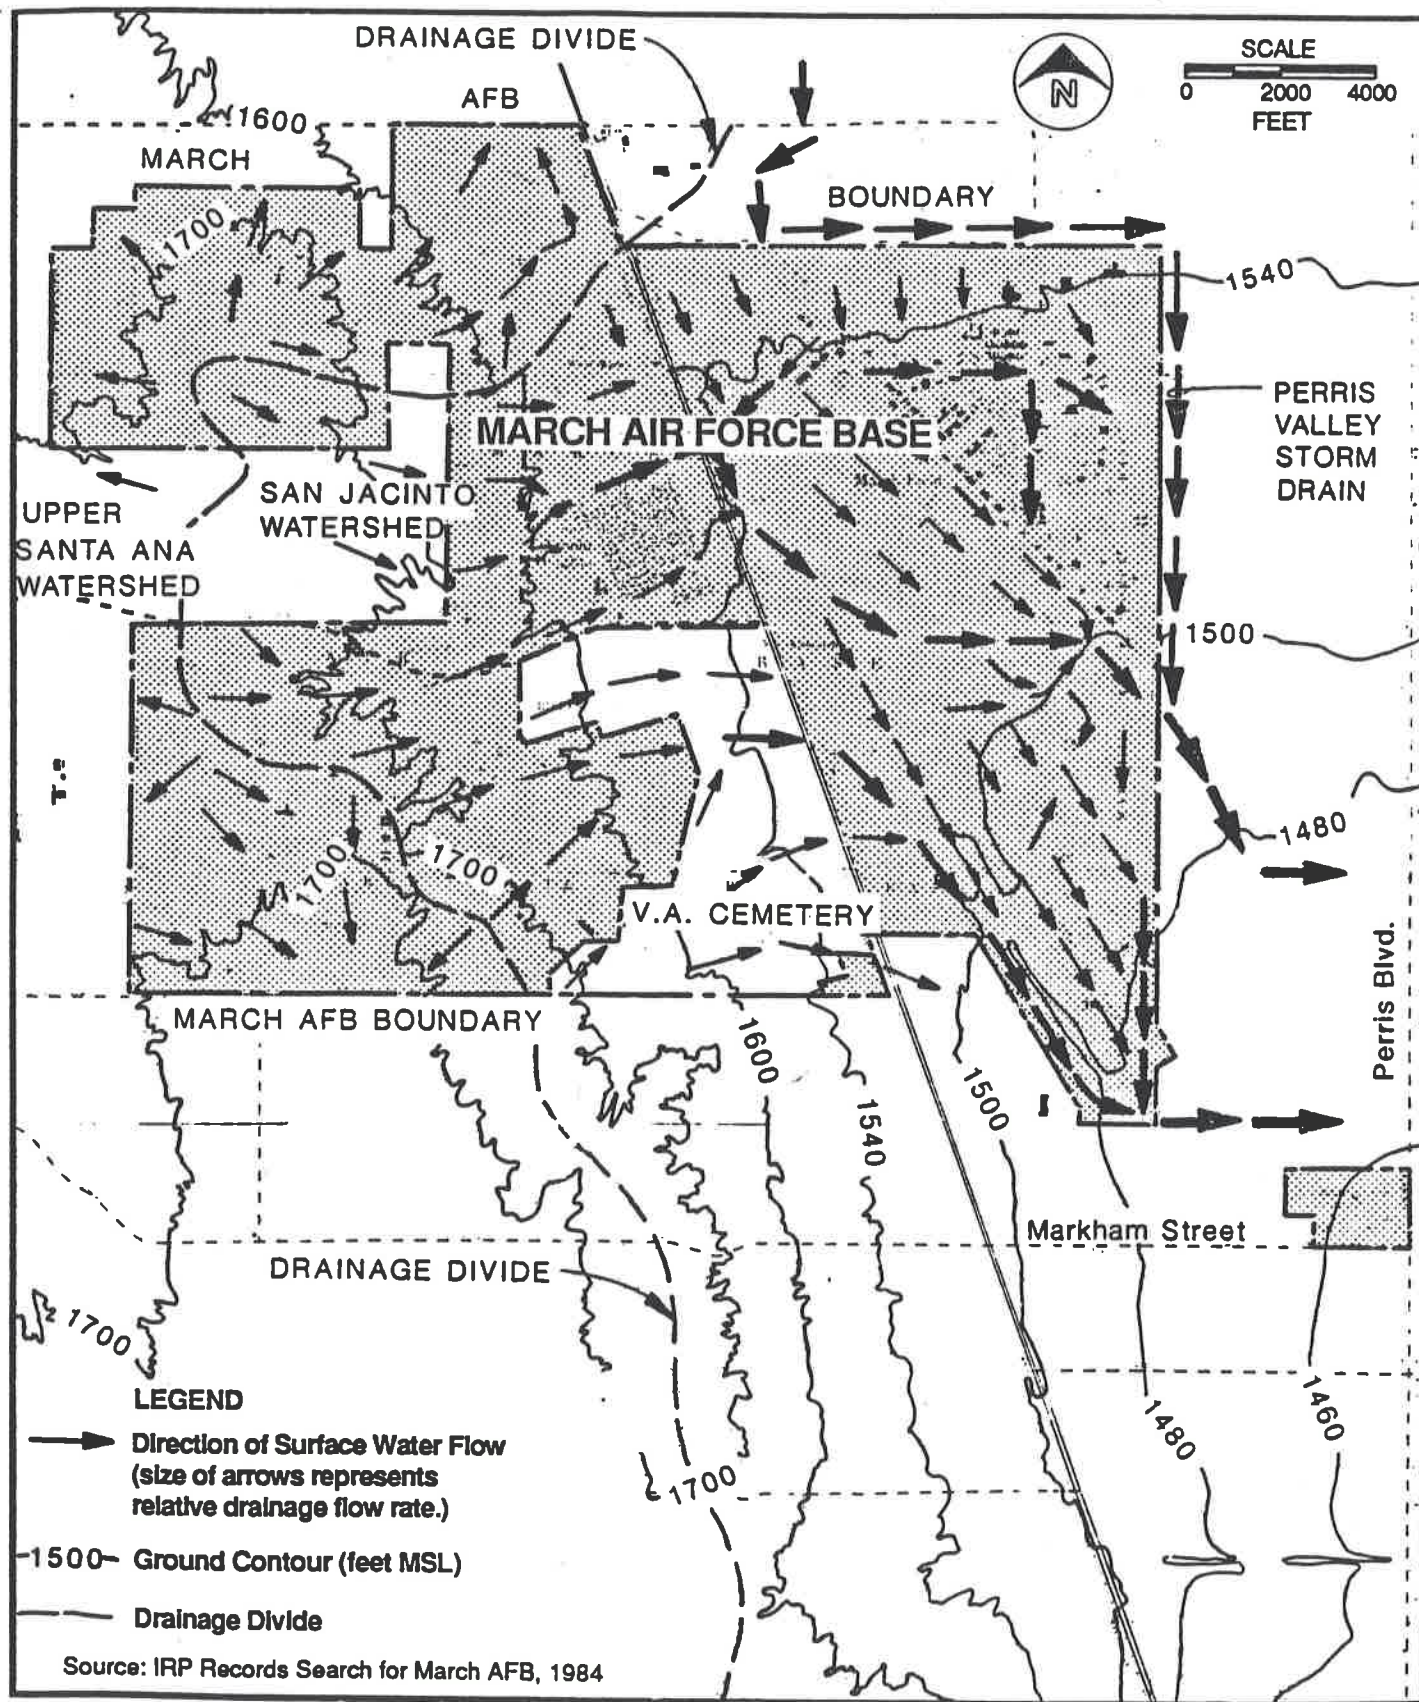 DRAINAGE DIVIDE
AFB
N
SCALE
0 2000 4000
FEET
1600
MARCH
BOUNDARY
1700
1540
PERRIS
VALLEY
STORM
DRAIN
MARCH AIR FORCE BASE
SAN JACINTO
WATERSHED
UPPER
SANTA ANA
WATERSHED
1500
1480
1700
1700
V.A. CEMETERY
Perris Blvd.
MARCH AFB BOUNDARY
1600
1540
1500
Markham Street
DRAINAGE DIVIDE
1700
1480
1460
1700
LEGEND
Direction of Surface Water Flow
(size of arrows represents
relative drainage flow rate.)
1500 Ground Contour (feet MSL)
Drainage Divide
Source: IRP Records Search for March AFB, 1984